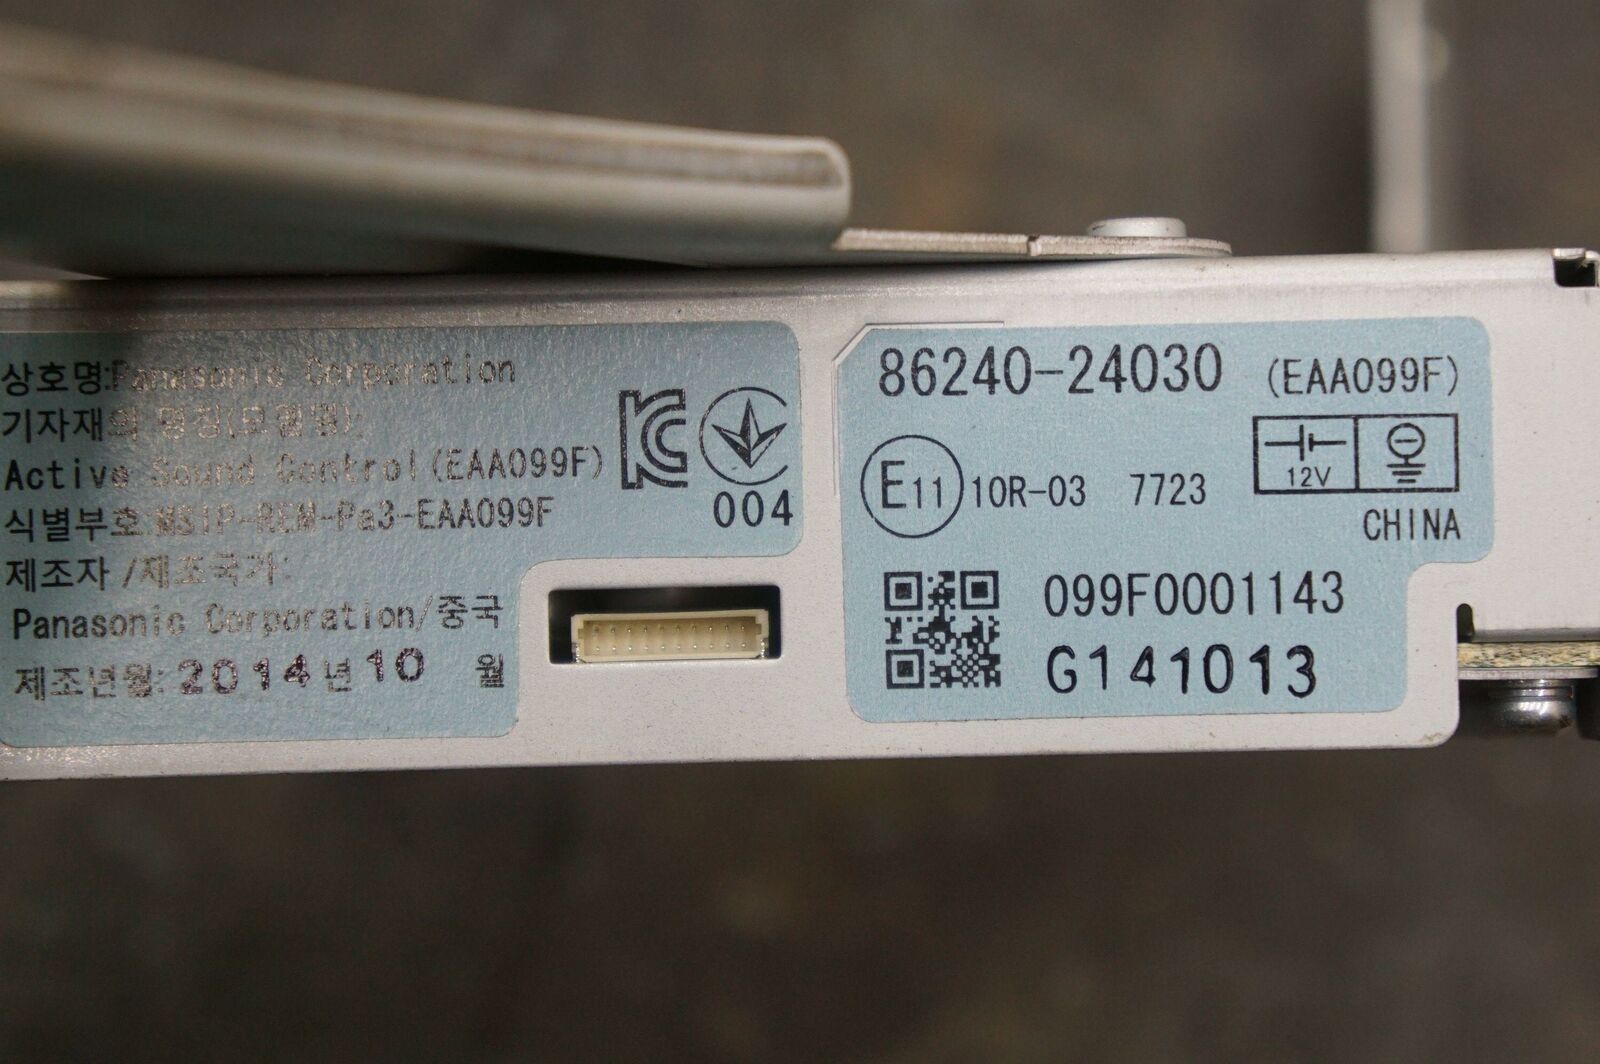 상호명:Panasonic Corporation
기자재의 명칭(모델명):
Active Sound Control(EAA099F)
식별부호:MSIP-REM-Pa3-EAA099F
제조자/제조국가:
Panasonic Corporation/중국
제조년월:2014년10 월
004
86240-24030 (EAA099F)
E11 10R-03 7723
12V
CHINA
099F0001143
G141013